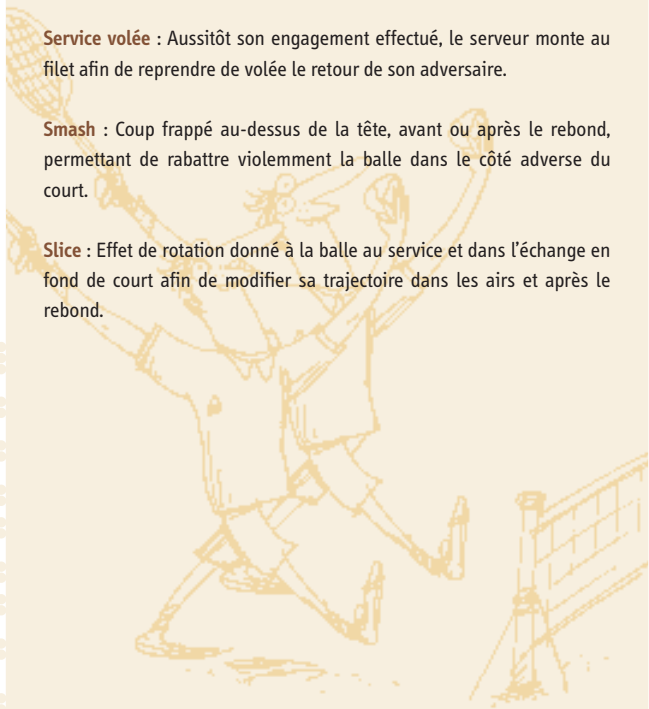 Service volée : Aussitôt son engagement effectué, le serveur monte au
filet afin de reprendre de volée le retour de son adversaire.
Smash : Coup frappé au-dessus de la tête, avant ou après le rebond,
permettant de rabattre violemment la balle dans le côté adverse du
court.
Slice : Effet de rotation donné à la balle au service et dans l’échange en
fond de court afin de modifier sa trajectoire dans les airs et après le
rebond.